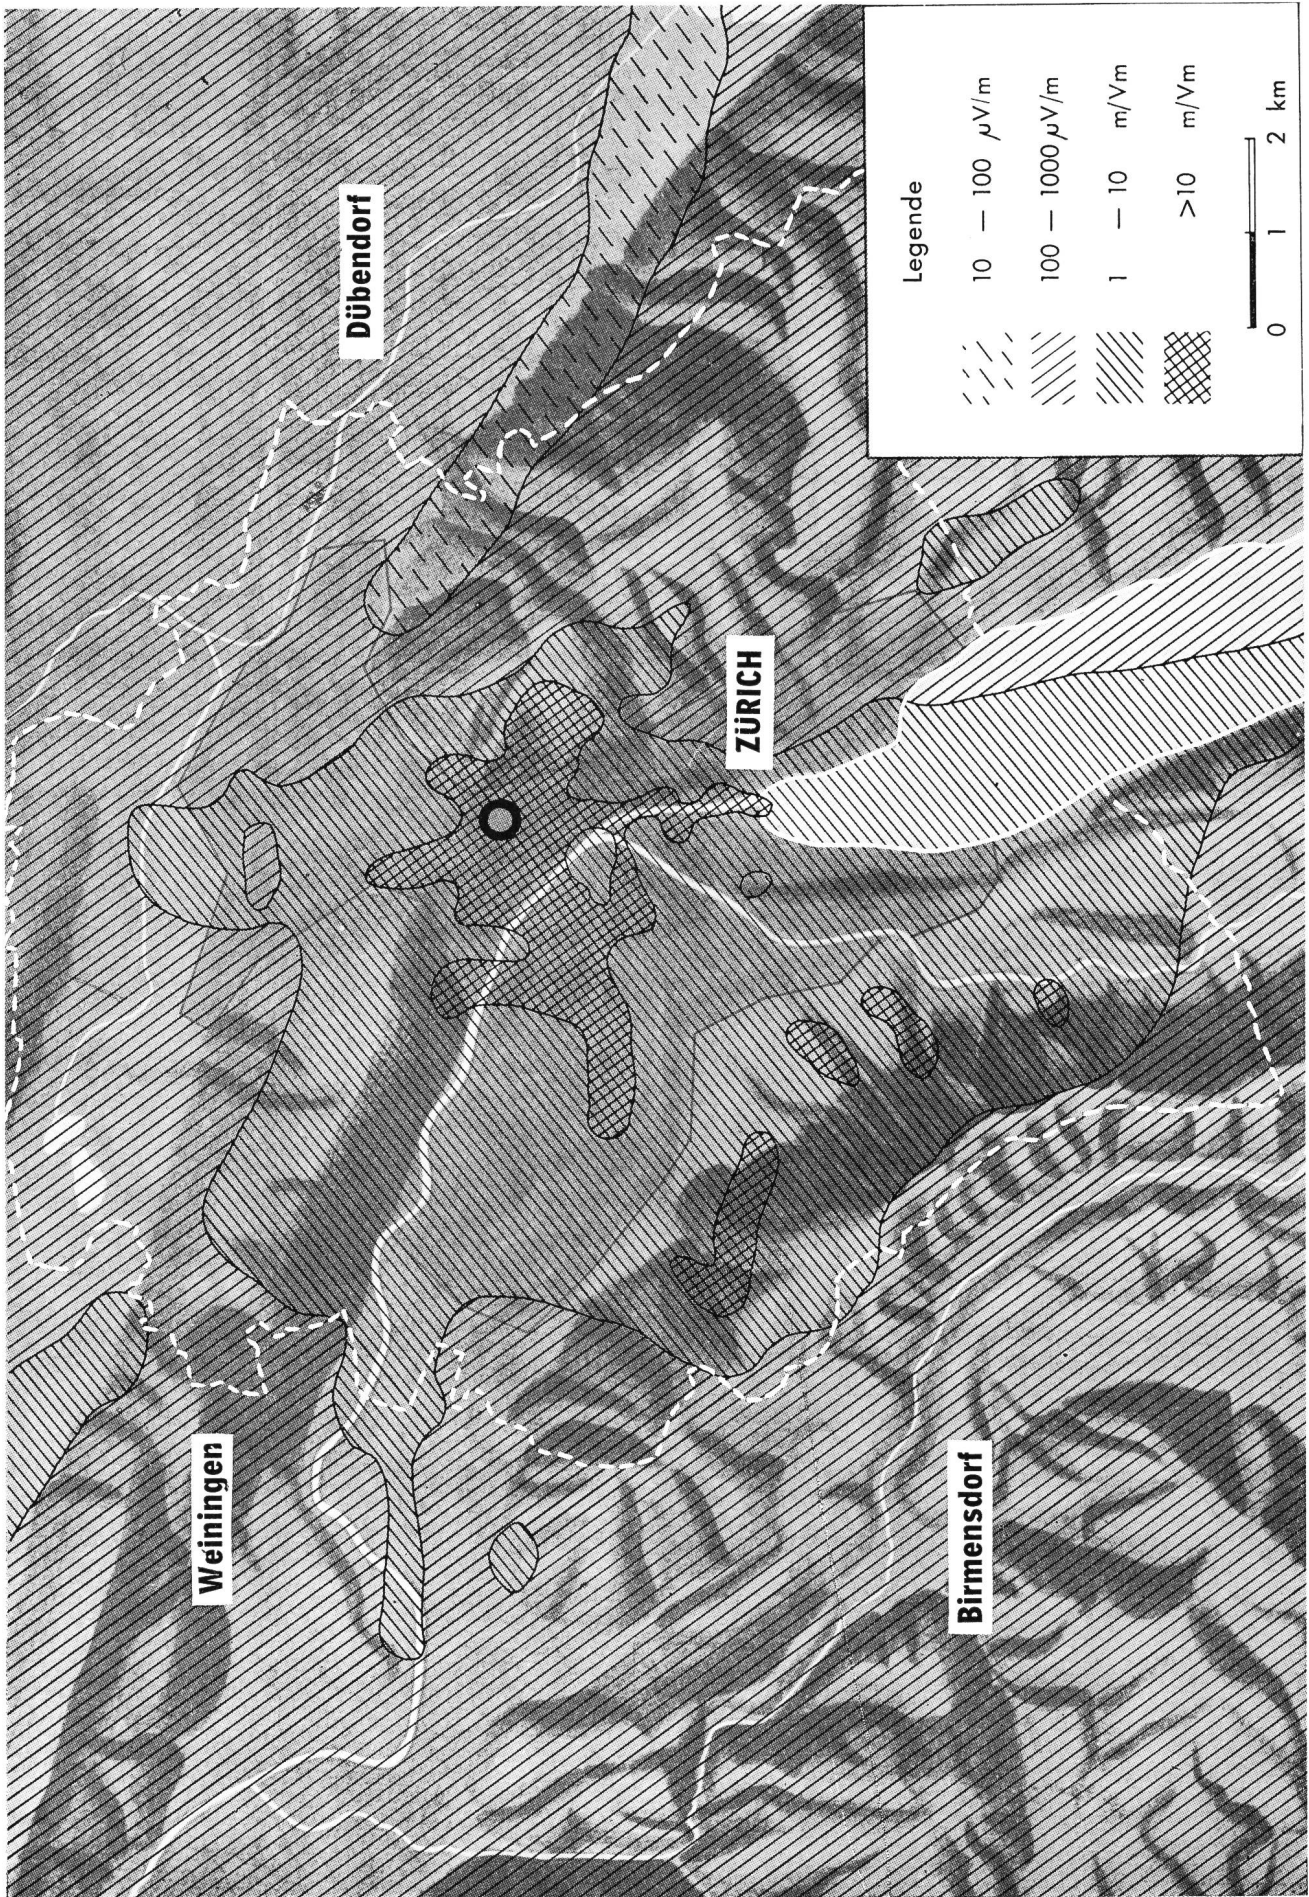 Weiningen
Dübendorf
ZÜRICH
Birmensdorf
Legende
10 — 100 µV/m
100 — 1000 µV/m
1 — 10 m/Vm
>10 m/Vm
0 1 2 km